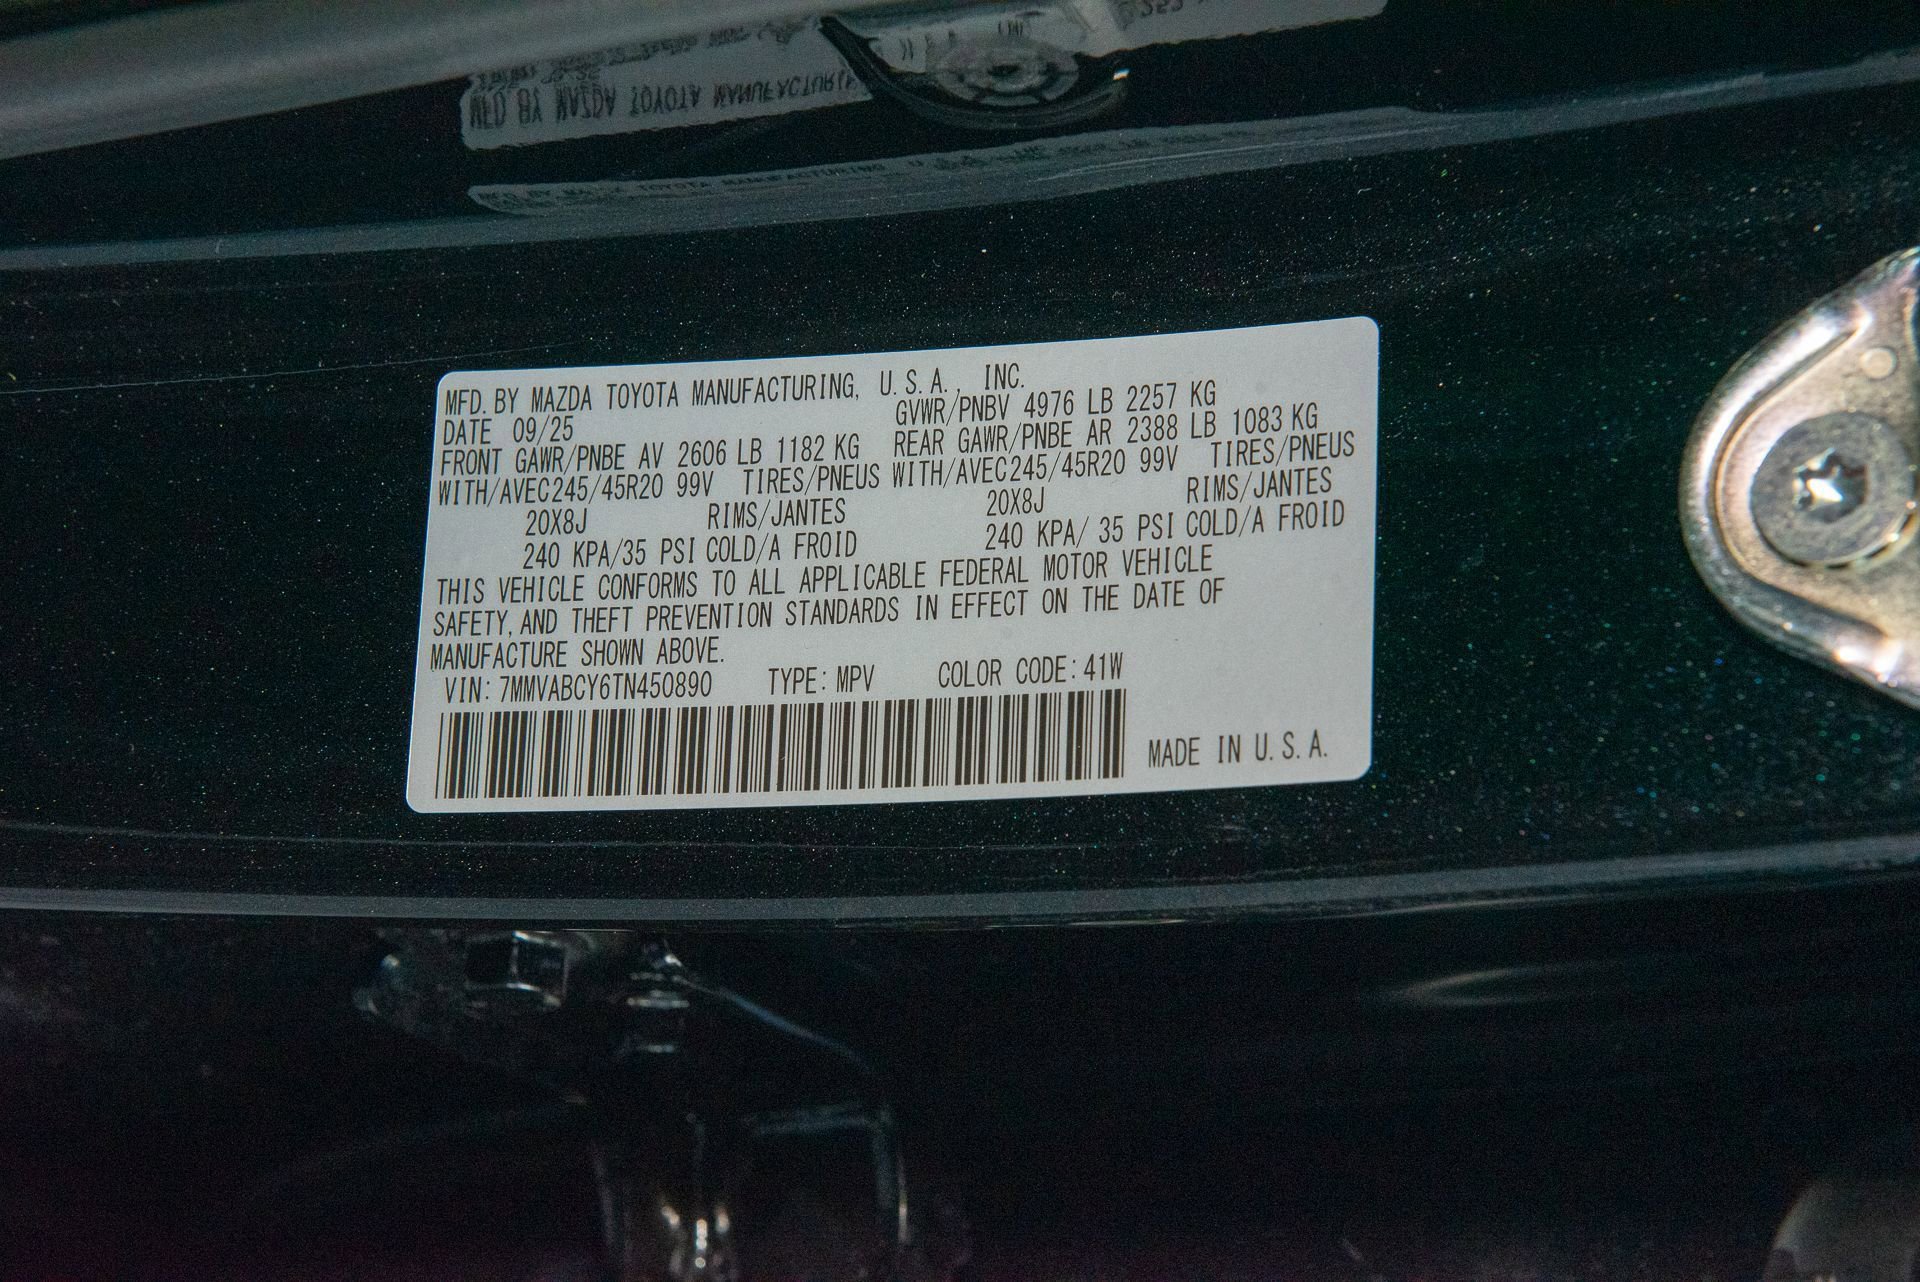 MFD. BY MAZDA TOYOTA MANUFACTURING, U. S. A., INC.
DATE 09/25 GVWR/PNBV 4976 LB 2257 KG
FRONT GAWR/PNBE AV 2606 LB 1182 KG REAR GAWR/PNBE AR 2388 LB 1083 KG
WITH/AVEC245/45R20 99V TIRES/PNEUS WITH/AVEC245/45R20 99V TIRES/PNEUS
20X8J RIMS/JANTES 20X8J RIMS/JANTES
240 KPA/35 PSI COLD/A FROID 240 KPA/ 35 PSI COLD/A FROID
THIS VEHICLE CONFORMS TO ALL APPLICABLE FEDERAL MOTOR VEHICLE
SAFETY, AND THEFT PREVENTION STANDARDS IN EFFECT ON THE DATE OF
MANUFACTURE SHOWN ABOVE.
VIN: 7MMVABCY6TN450890 TYPE: MPV COLOR CODE: 41W
MADE IN U. S. A.